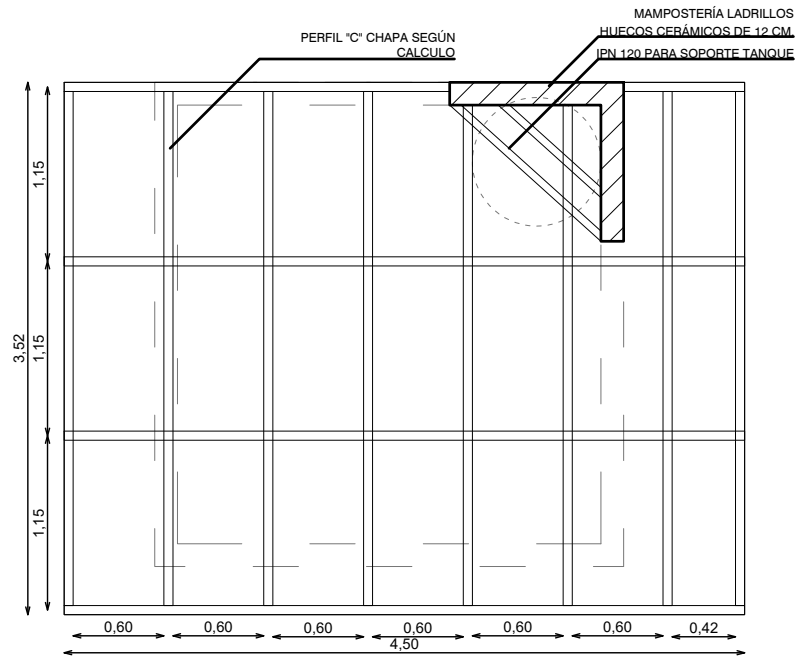 MAMPOSTERÍA LADRILLOS
HUECOS CERÁMICOS DE 12 CM.
IPN 120 PARA SOPORTE TANQUE
PERFIL "C" CHAPA SEGÚN
CALCULO
1,15
1,15
1,15
3,52
0,60
0,60
0,60
0,60
0,60
0,60
0,42
4,50